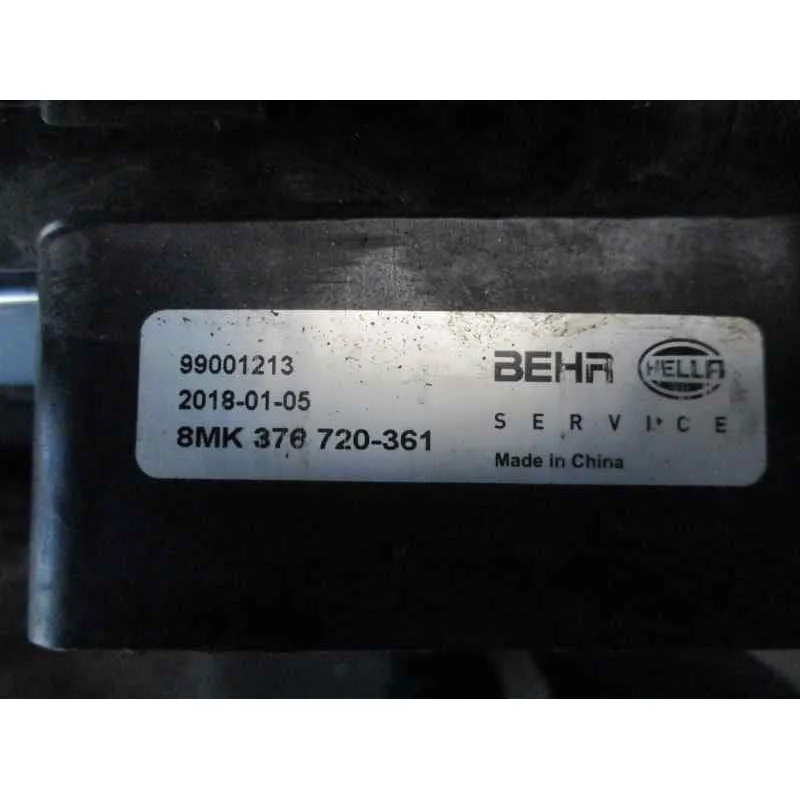 99001213
2018-01-05
8MK 376 720-361
BEHR HELLA
SERVICE
Made in China